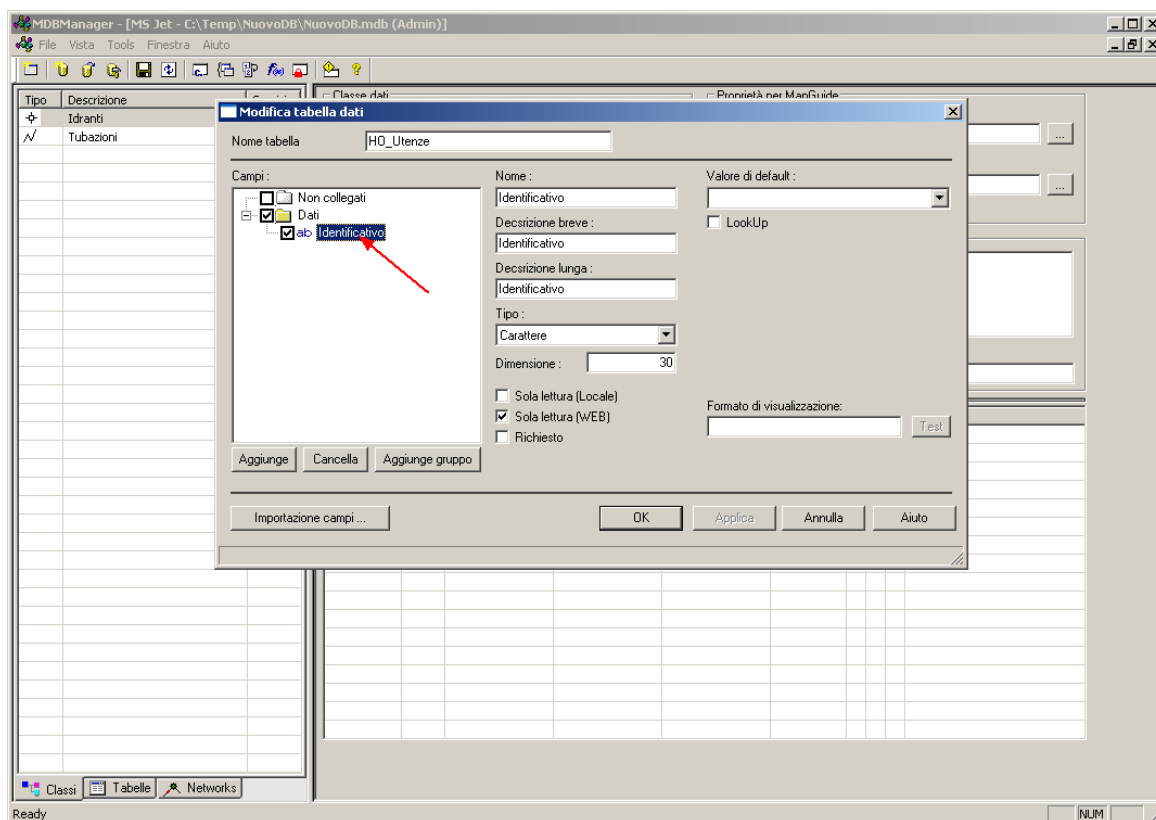 MDBManager - [MS Jet - C:\Temp\NuovoDB\NuovoDB.mdb (Admin)]
File Vista Tools Finestra Aiuto
Tipo Descrizione
Classe dati
Proprietà per MapGuide
Idranti
Tubazioni
...
...
Modifica tabella dati
Nome tabella HO_Utenze
Campi :
Non collegati
Dati
ab Identificativo
Aggiunge Cancella Aggiunge gruppo
Nome :
Identificativo
Decsrizione breve :
Identificativo
Decsrizione lunga :
Identificativo
Tipo :
Carattere
Dimensione : 30
Sola lettura (Locale)
Sola lettura (WEB)
Richiesto
Valore di default :
LookUp
Formato di visualizzazione:
Test
Importazione campi ... OK Applica Annulla Aiuto
Classi Tabelle Networks
Ready NUM